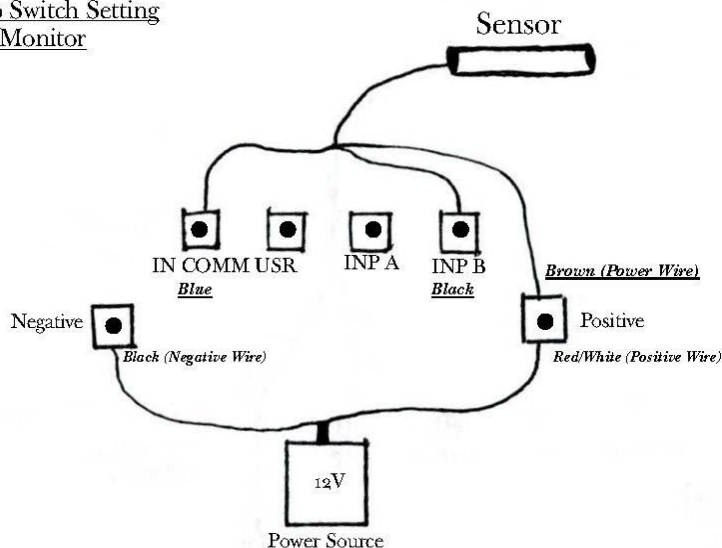 Switch Setting
Monitor
Sensor
IN COMM USR INP A INP B
Blue Black
Brown (Power Wire)
Negative
Positive
Black (Negative Wire)
Red/White (Positive Wire)
12V
Power Source